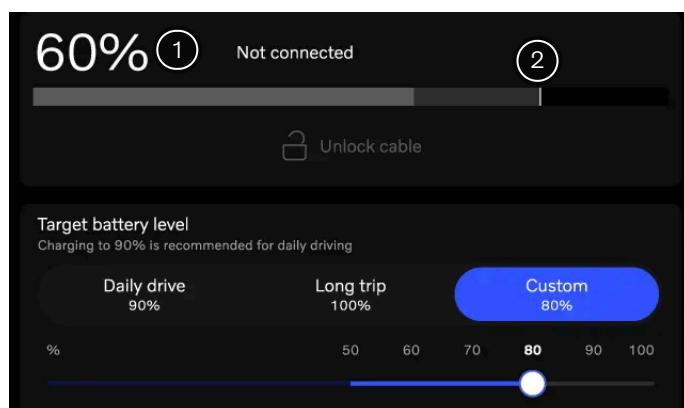 60% 1 Not connected 2
Unlock cable
Target battery level
Charging to 90% is recommended for daily driving
Daily drive Long trip Custom
90% 100% 80%
% 50 60 70 80 90 100